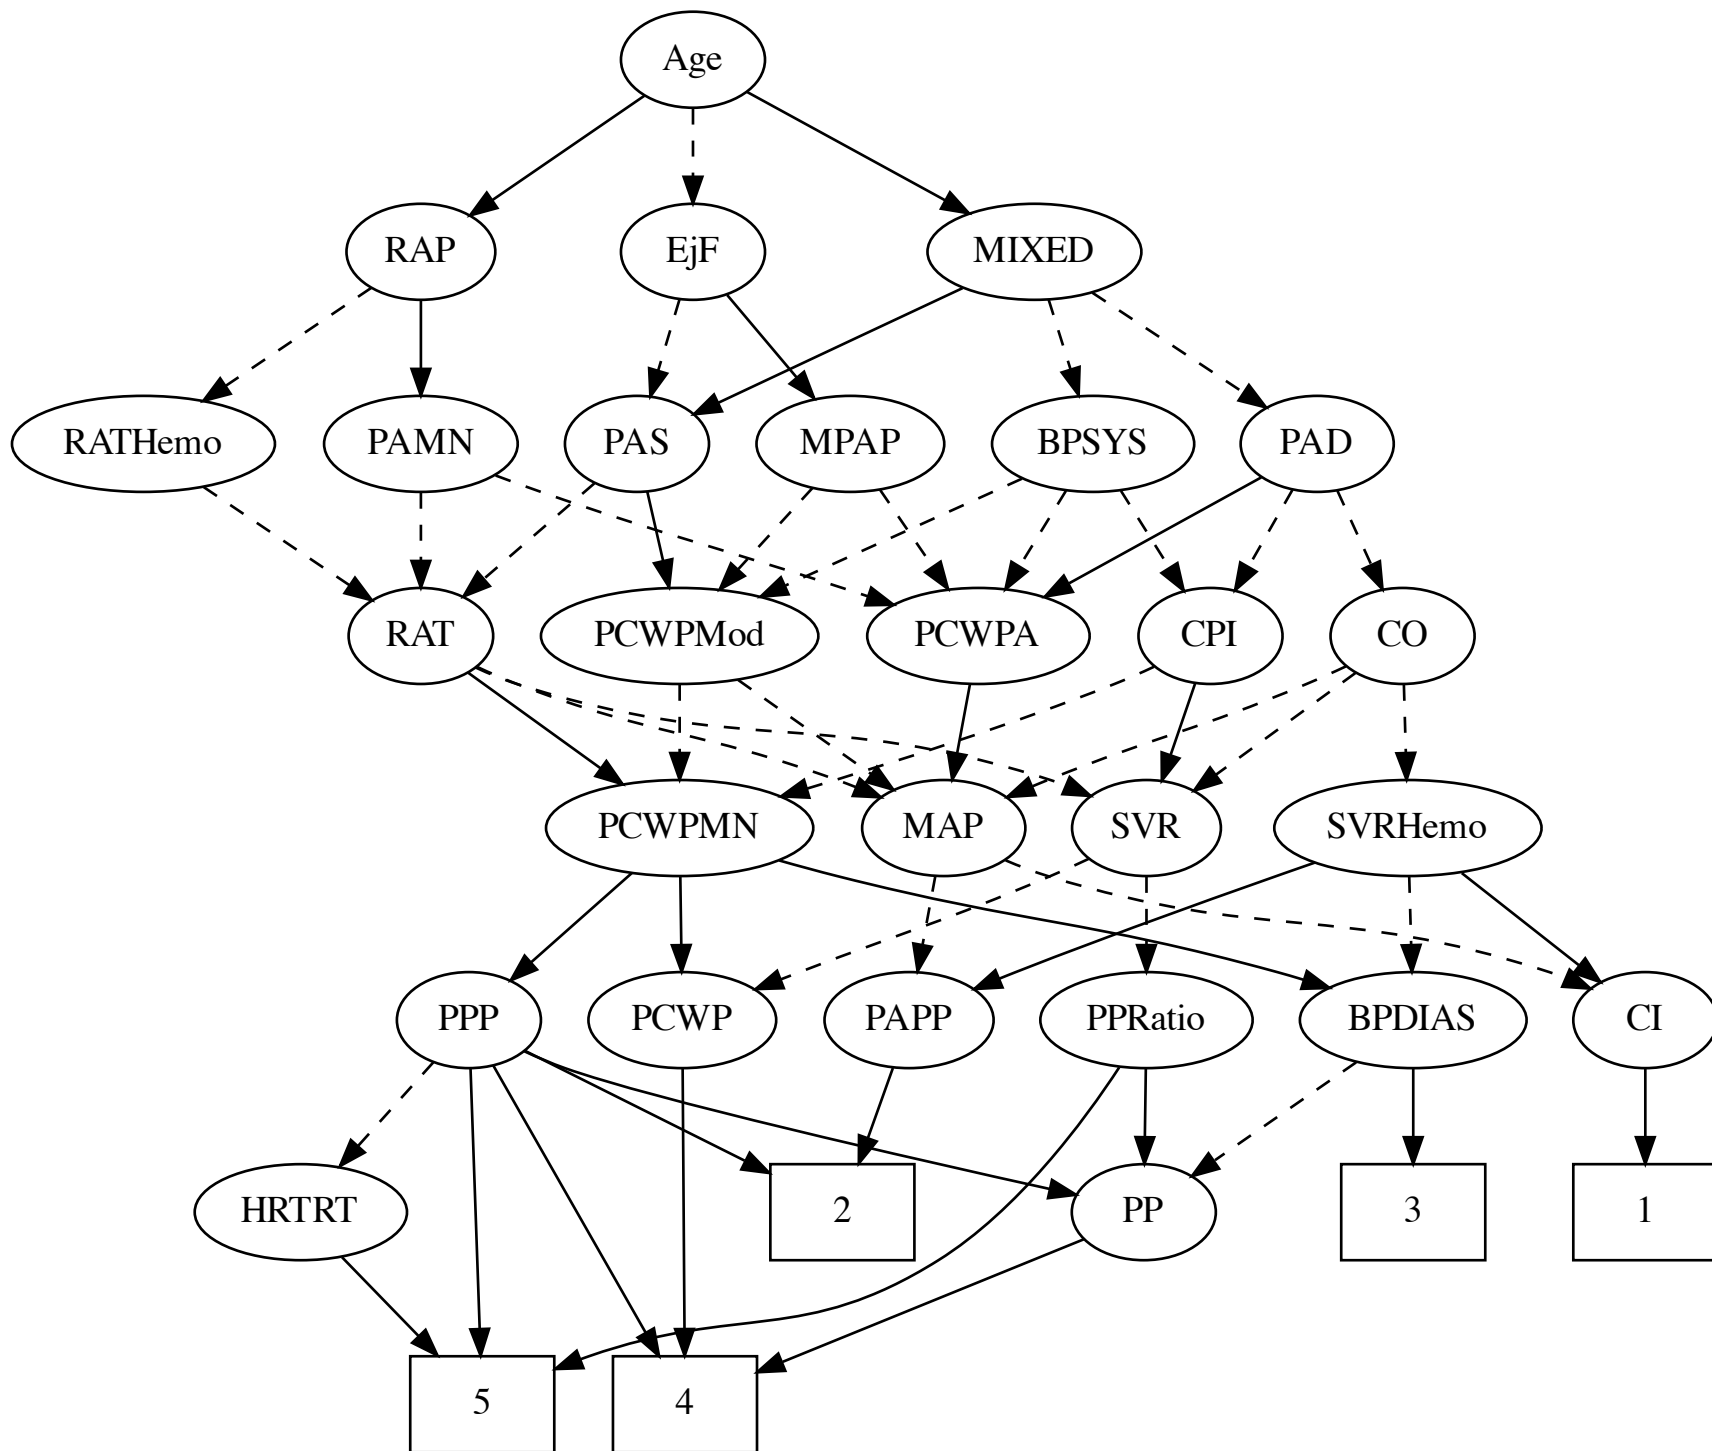 Age
RAP
EjF
MIXED
RATHemo
PAMN
PAS
MPAP
BPSYS
PAD
RAT
PCWPMod
PCWPA
CPI
CO
PCWPMN
MAP
SVR
SVRHemo
PPP
PCWP
PAPP
PPRatio
BPDIAS
CI
HRTRT
2
PP
3
1
5
4